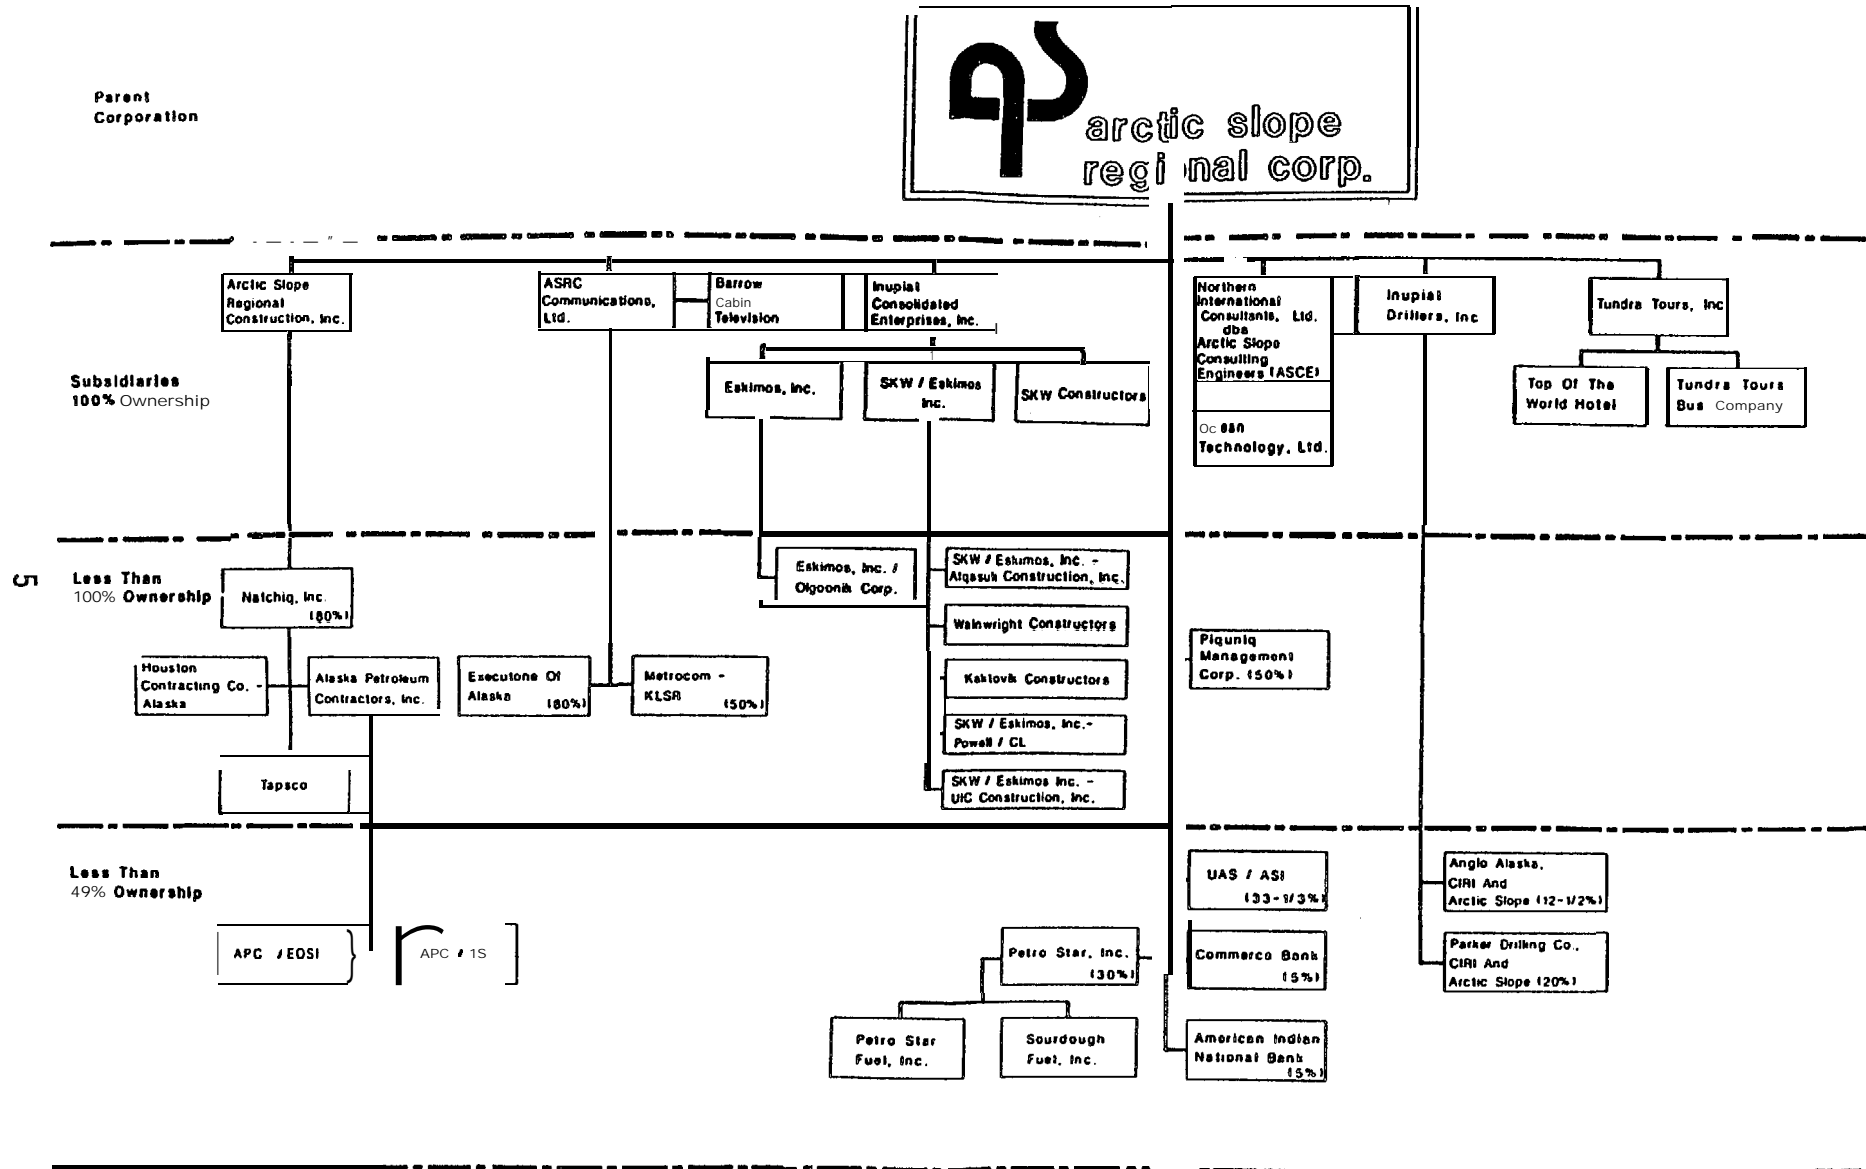 Parent
Corporation
arctic slope
regional corp.
Arctic Slope
Regional
Construction, Inc.
ASRC
Communications,
Ltd.
Barrow
Cabin
Television
Inupiat
Consolidated
Enterprises, Inc.
Northern
International
Consultants, Ltd.
dba
Arctic Slope
Consulting
Engineers (ASCE)
Inupiat
Drillers, Inc
Tundra Tours, Inc
Subsidiaries
100% Ownership
Eskimos, Inc.
SKW / Eskimos
Inc.
SKW Constructors
Top Of The
World Hotel
Tundra Tours
Bus Company
Technology, Ltd.
5
Less Than
100% Ownership
Natchiq, Inc.
(80%)
Eskimos, Inc. /
Olgoonik Corp.
SKW / Eskimos, Inc. -
Atqasuk Construction, Inc.
Wainwright Constructors
Kaktovik Constructors
SKW / Eskimos, Inc.-
Powell / CL
SKW / Eskimos Inc. -
UIC Construction, Inc.
Piquniq
Management
Corp. (50%)
Houston
Contracting Co. -
Alaska
Alaska Petroleum
Contractors, Inc.
Executone Of
Alaska
(80%)
Metrocom -
KLSR
(50%)
Tapsco
Less Than
49% Ownership
UAS / ASI
(33-1/3%)
Anglo Alaska,
CIRI And
Arctic Slope (12-1/2%)
APC / EOSI
APC / 1S
Petro Star, Inc.
(30%)
Commerce Bank
(5%)
Parker Drilling Co.,
CIRI And
Arctic Slope (20%)
Petro Star
Fuel, Inc.
Sourdough
Fuel, Inc.
American Indian
National Bank
(5%)